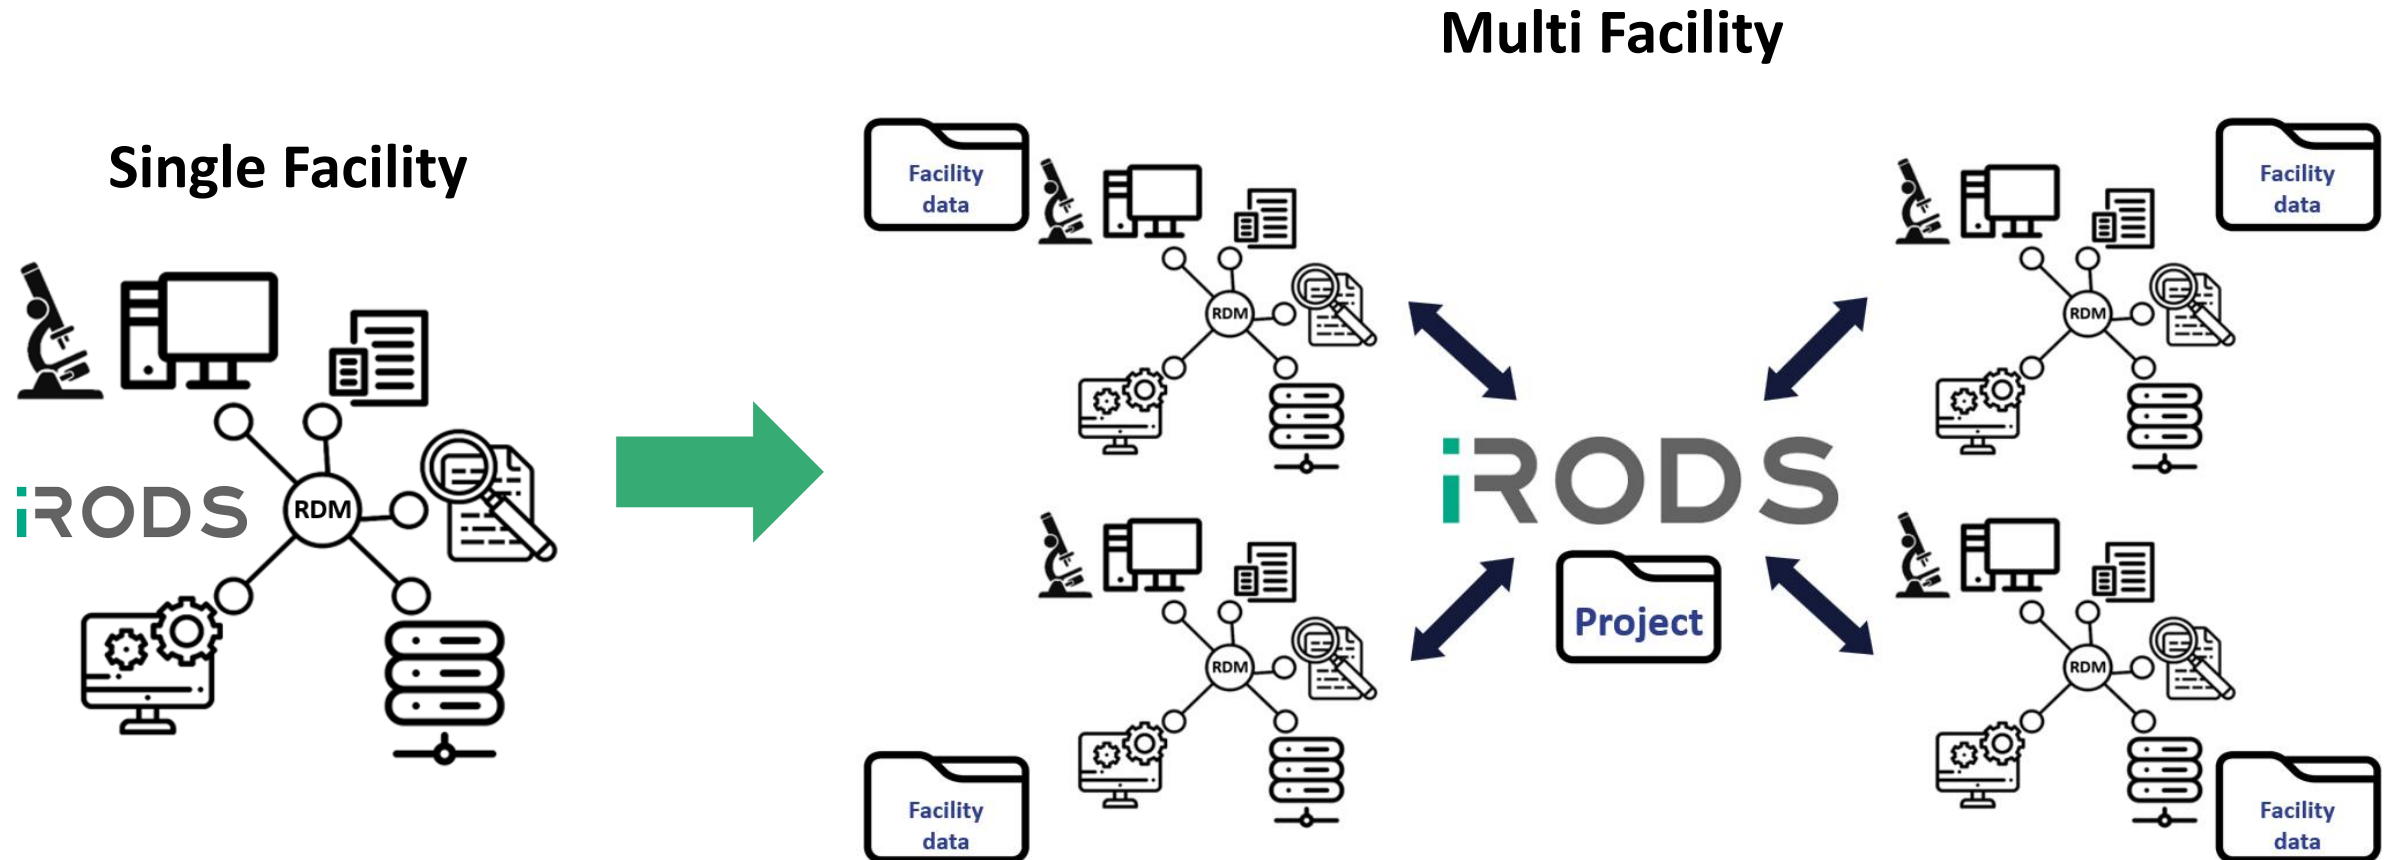 Multi Facility
Single Facility
iRODS
RDM
Facility
data
RDM
Facility
data
RDM
iRODS
Project
RDM
Facility
data
RDM
Facility
data